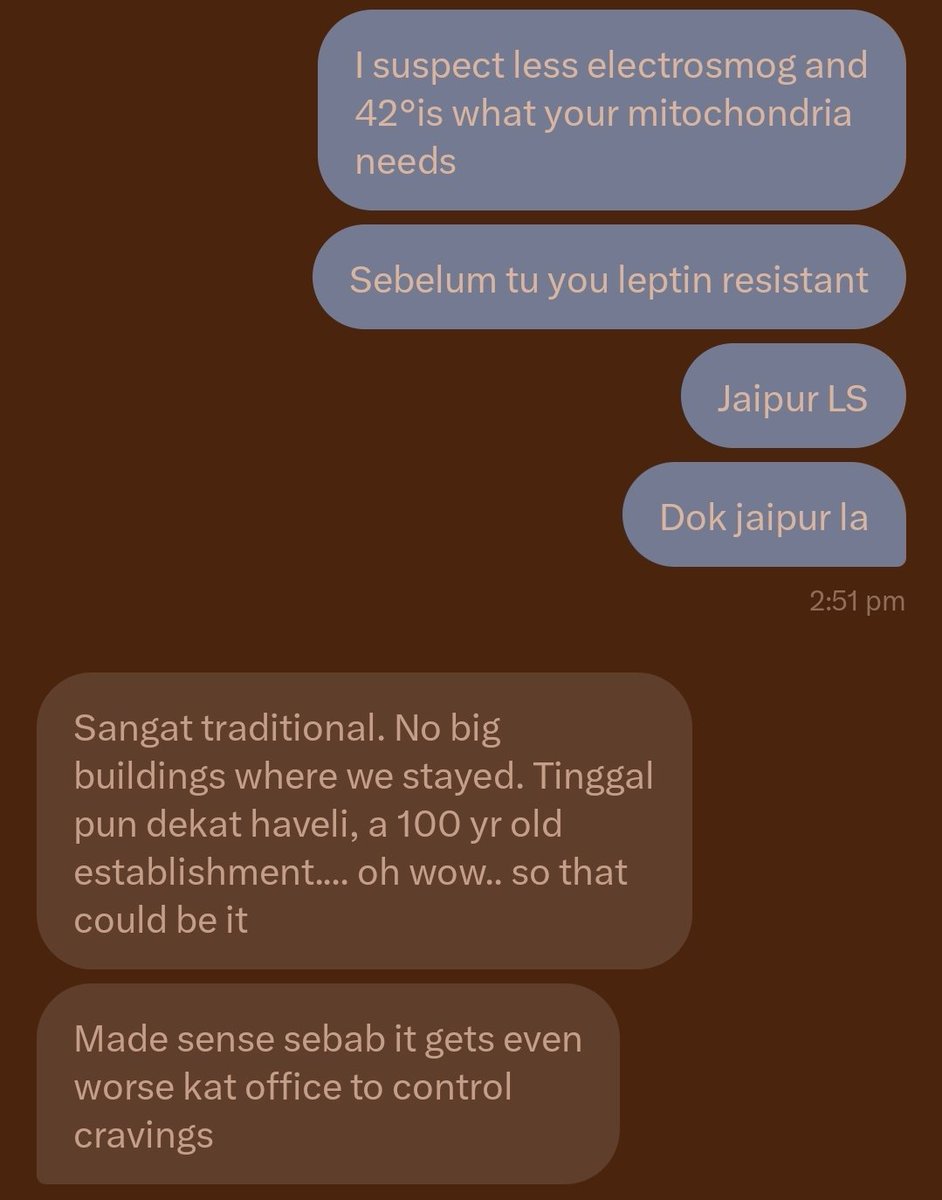 I suspect less electrosmog and
42°is what your mitochondria
needs
Sebelum tu you leptin resistant
Jaipur LS
Dok jaipur la
2:51 pm
Sangat traditional. No big
buildings where we stayed. Tinggal
pun dekat haveli, a 100 yr old
establishment.... oh wow.. so that
could be it
Made sense sebab it gets even
worse kat office to control
cravings